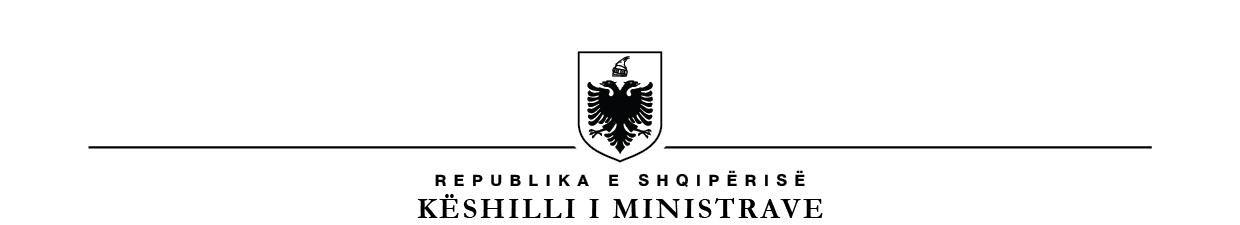 REPUBLIKA E SHQIPËRISË
KËSHILLI I MINISTRAVE